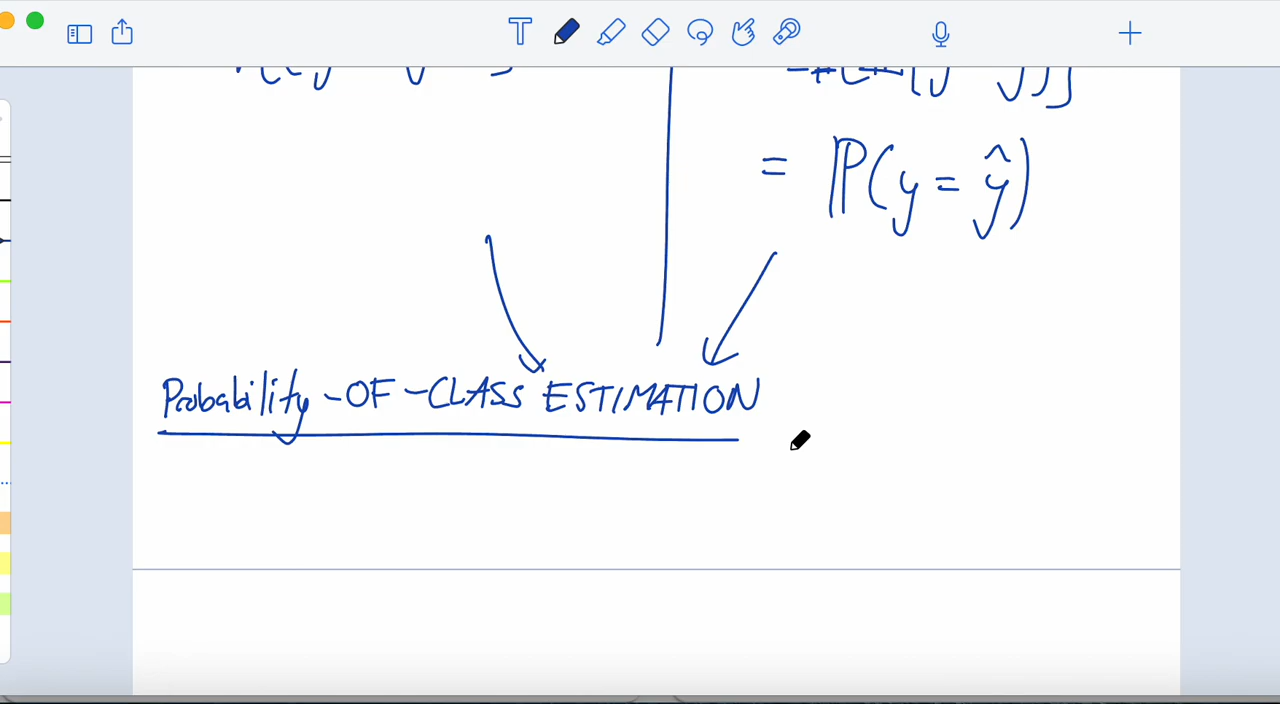 = ℙ(y = ŷ)
Probability-OF-CLASS ESTIMATION